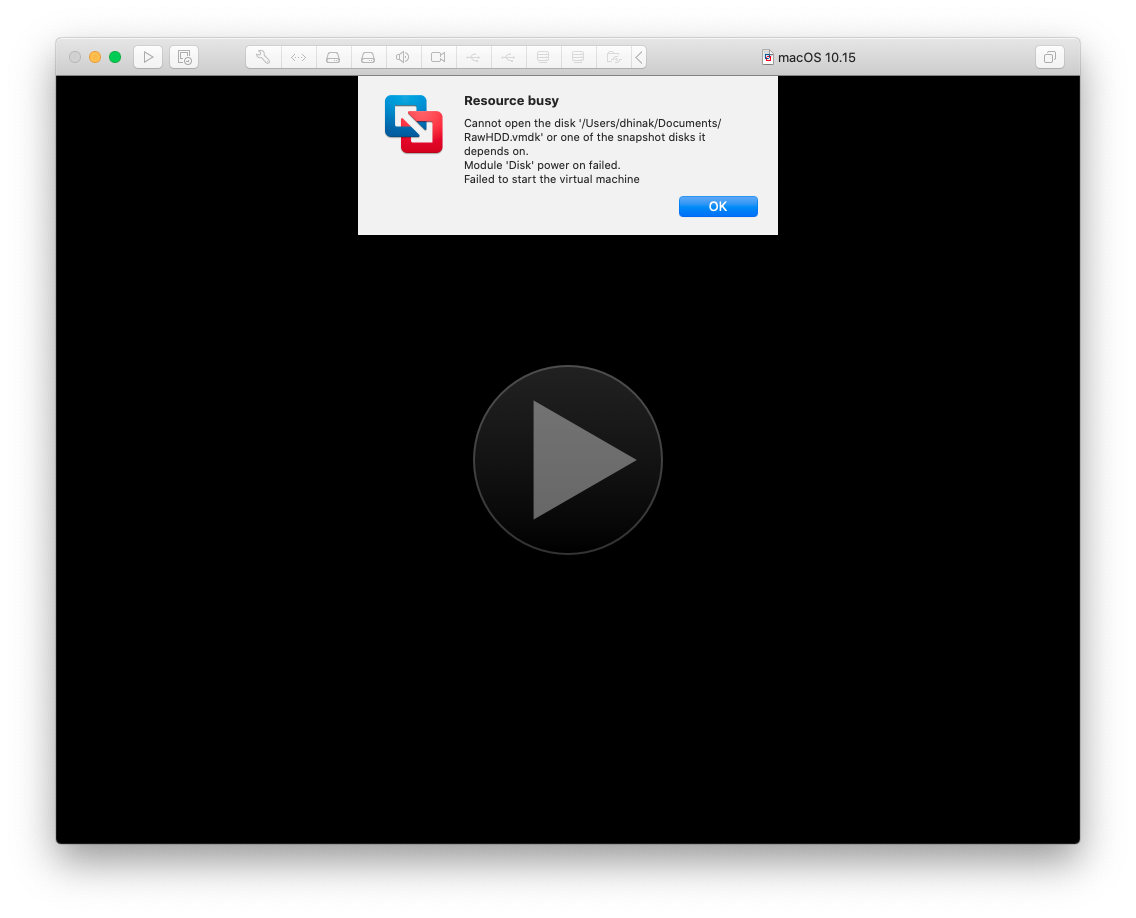 macOS 10.15
Resource busy
Cannot open the disk '/Users/dhinak/Documents/
RawHDD.vmdk' or one of the snapshot disks it
depends on.
Module 'Disk' power on failed.
Failed to start the virtual machine
OK